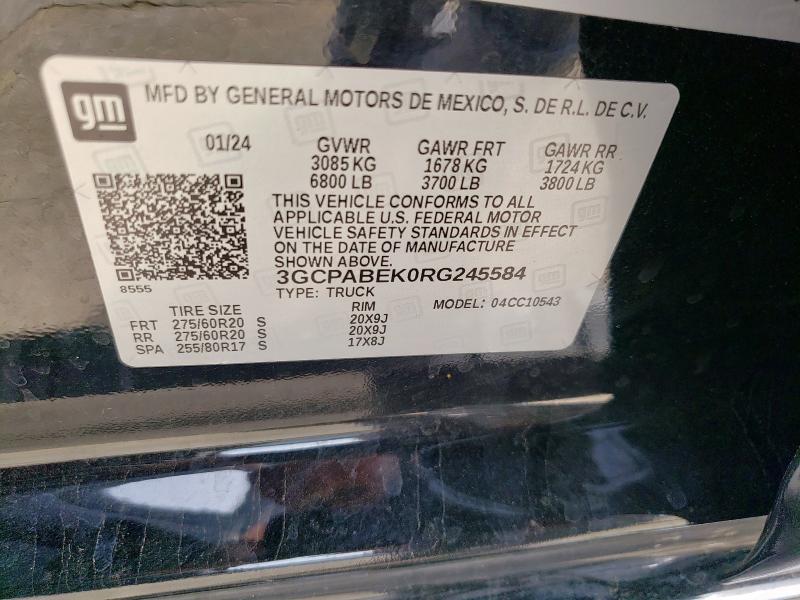 gm
MFD BY GENERAL MOTORS DE MEXICO, S. DE R.L. DE C.V.
01/24 GVWR GAWR FRT GAWR RR
3085 KG 1678 KG 1724 KG
6800 LB 3700 LB 3800 LB
THIS VEHICLE CONFORMS TO ALL
APPLICABLE U.S. FEDERAL MOTOR
VEHICLE SAFETY STANDARDS IN EFFECT
ON THE DATE OF MANUFACTURE
SHOWN ABOVE.
3GCPABEK0RG245584
8555
TYPE: TRUCK MODEL: 04CC10543
TIRE SIZE RIM
FRT 275/60R20 S 20X9J
RR 275/60R20 S 20X9J
SPA 255/80R17 S 17X8J